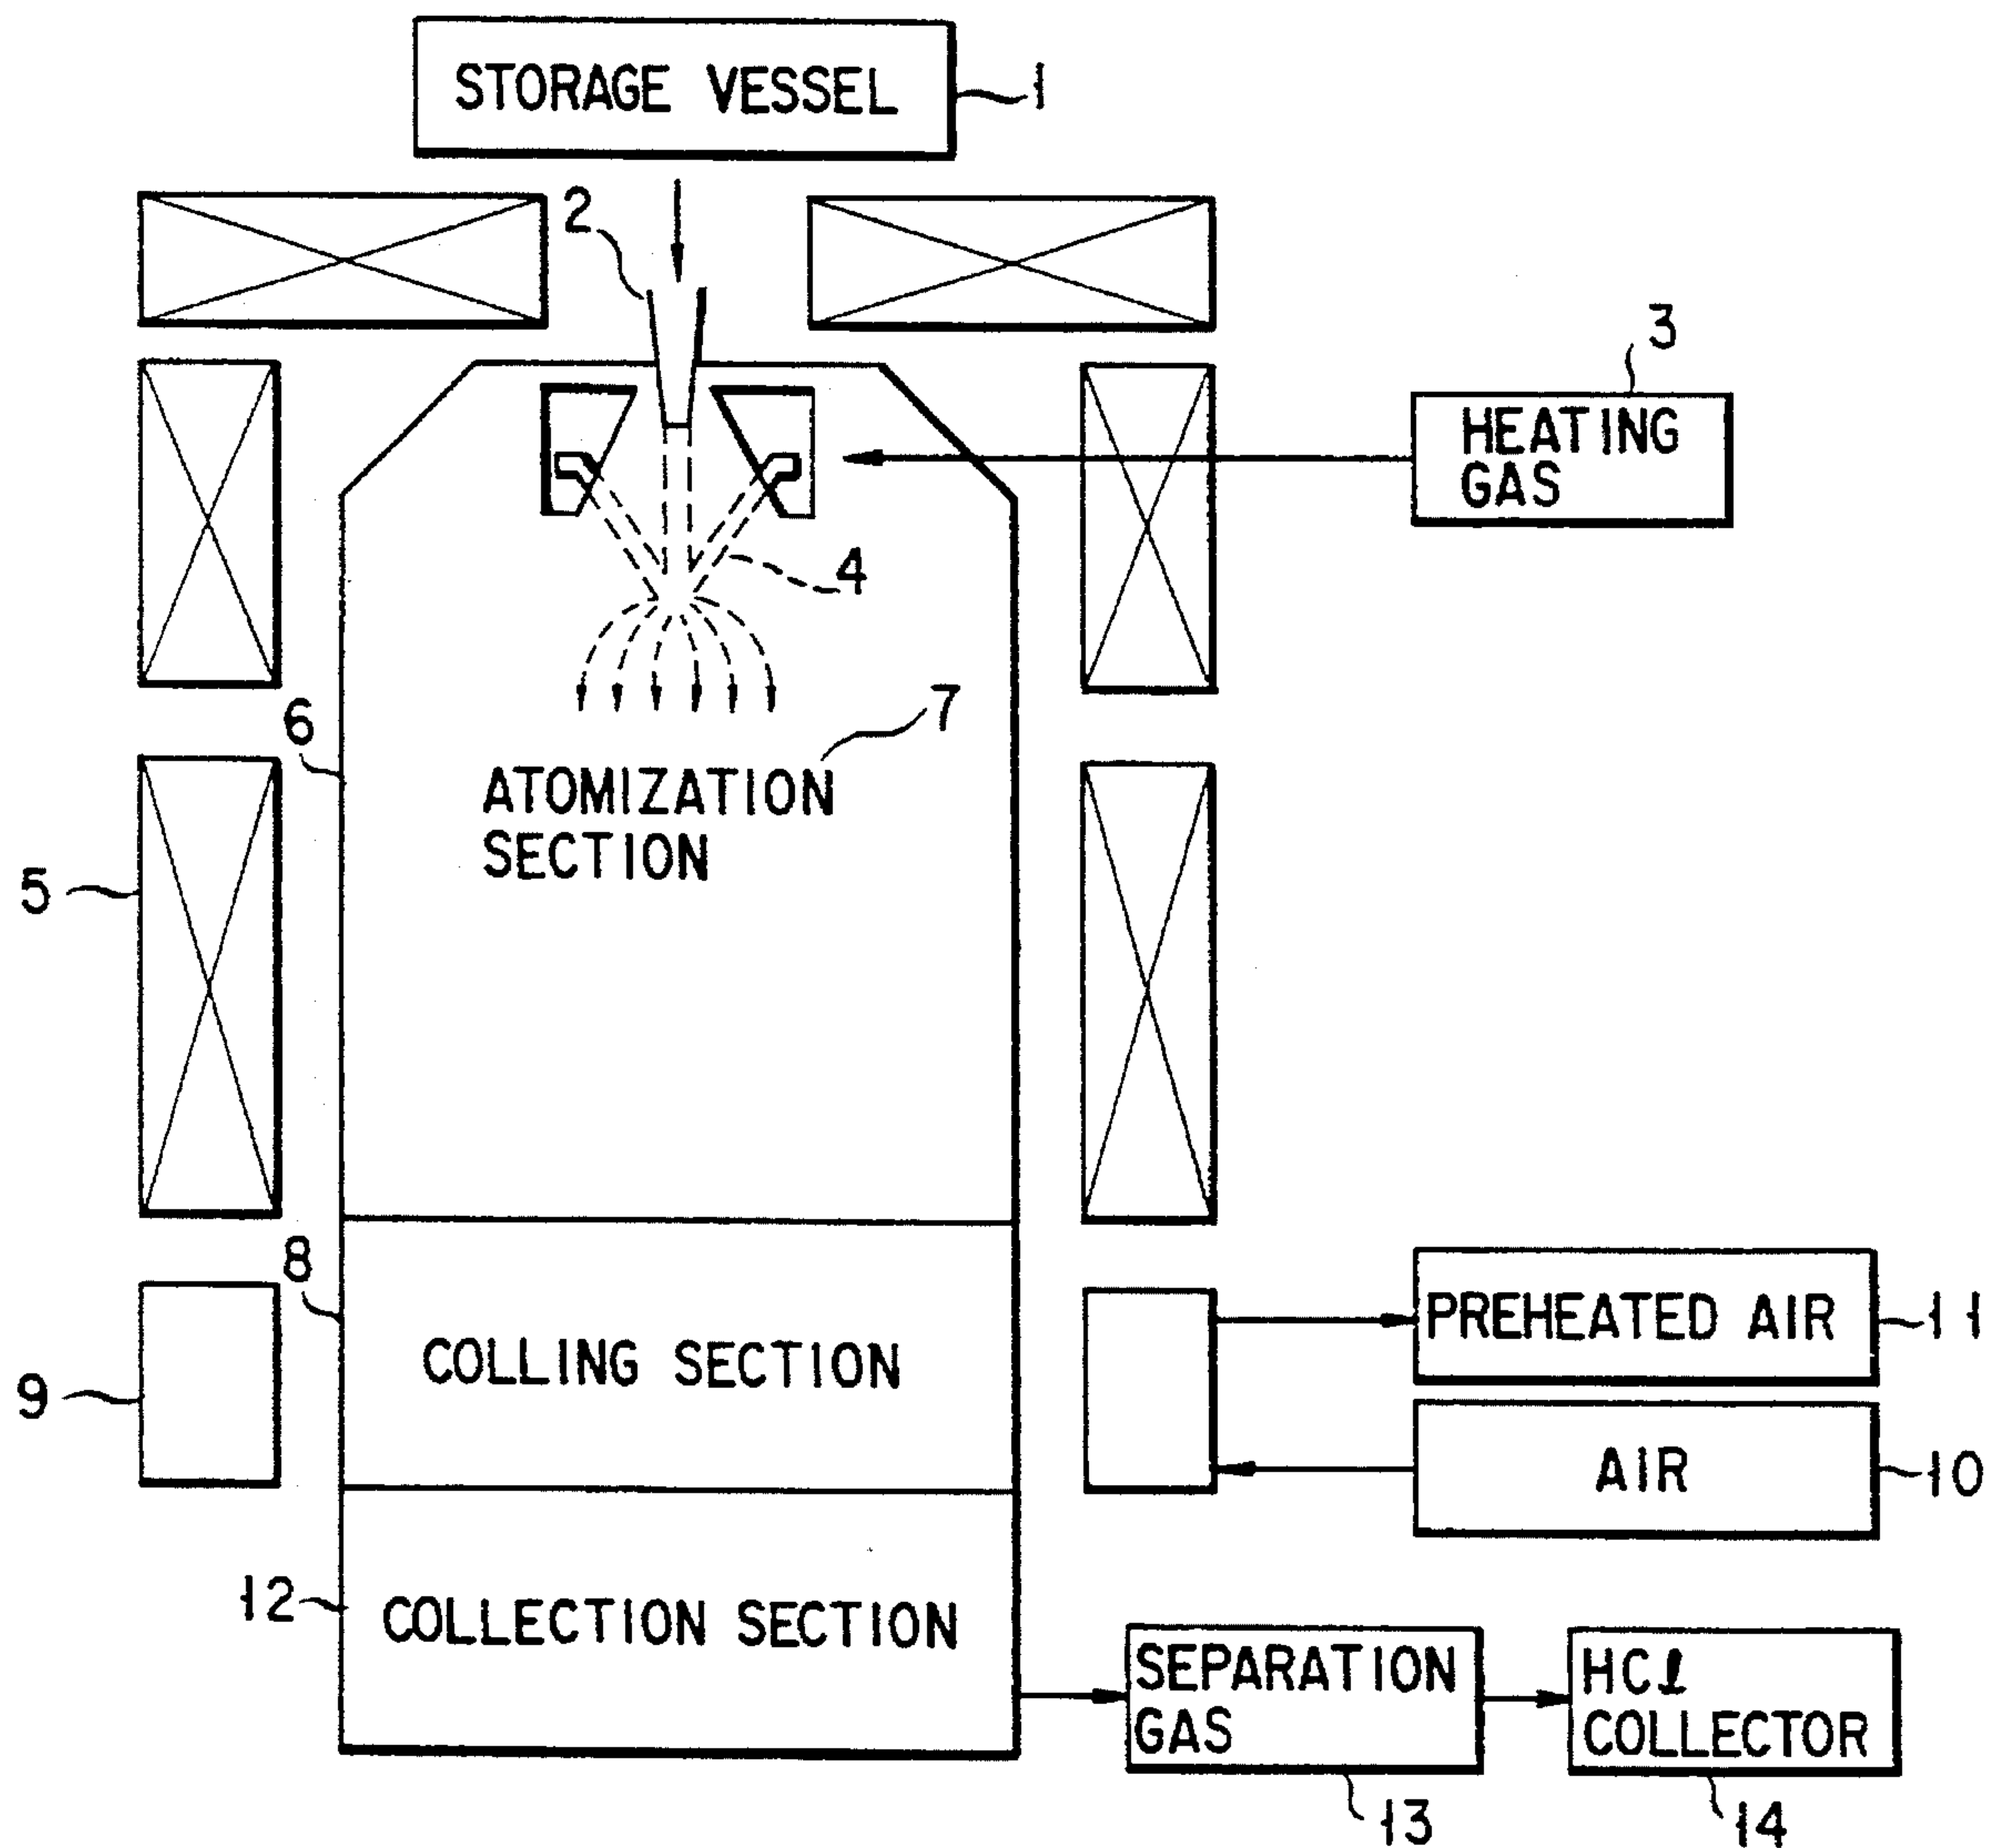 STORAGE VESSEL
1
2
3
HEATING
GAS
4
6
7
ATOMIZATION
SECTION
5
8
PREHEATED AIR
11
COLLING SECTION
9
AIR
10
12
COLLECTION SECTION
SEPARATION
GAS
HCl
COLLECTOR
13
14